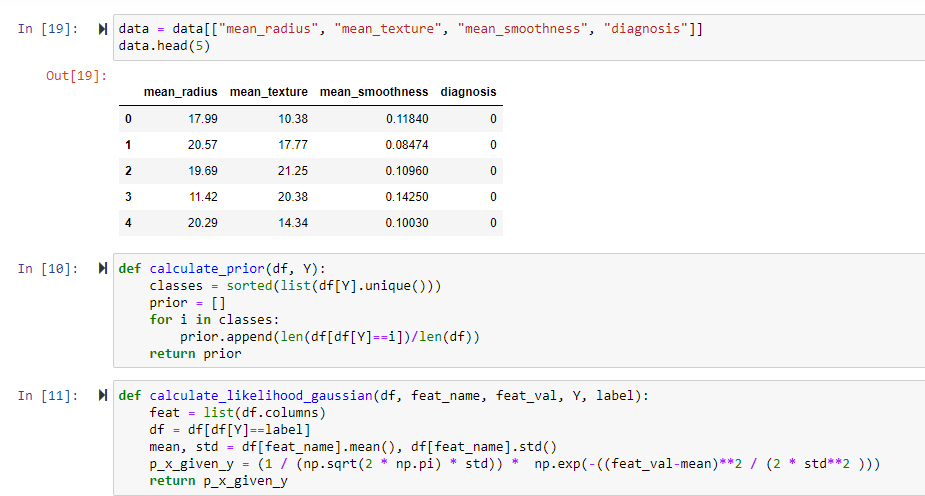 In [19]: data = data[["mean_radius", "mean_texture", "mean_smoothness", "diagnosis"]]
data.head(5)
Out[19]:
mean_radius mean_texture mean_smoothness diagnosis
0 17.99 10.38 0.11840 0
1 20.57 17.77 0.08474 0
2 19.69 21.25 0.10960 0
3 11.42 20.38 0.14250 0
4 20.29 14.34 0.10030 0
In [10]: def calculate_prior(df, Y):
    classes = sorted(list(df[Y].unique()))
    prior = []
    for i in classes:
        prior.append(len(df[df[Y]==i])/len(df))
    return prior
In [11]: def calculate_likelihood_gaussian(df, feat_name, feat_val, Y, label):
    feat = list(df.columns)
    df = df[df[Y]==label]
    mean, std = df[feat_name].mean(), df[feat_name].std()
    p_x_given_y = (1 / (np.sqrt(2 * np.pi) * std)) *  np.exp(-((feat_val-mean)**2 / (2 * std**2 )))
    return p_x_given_y